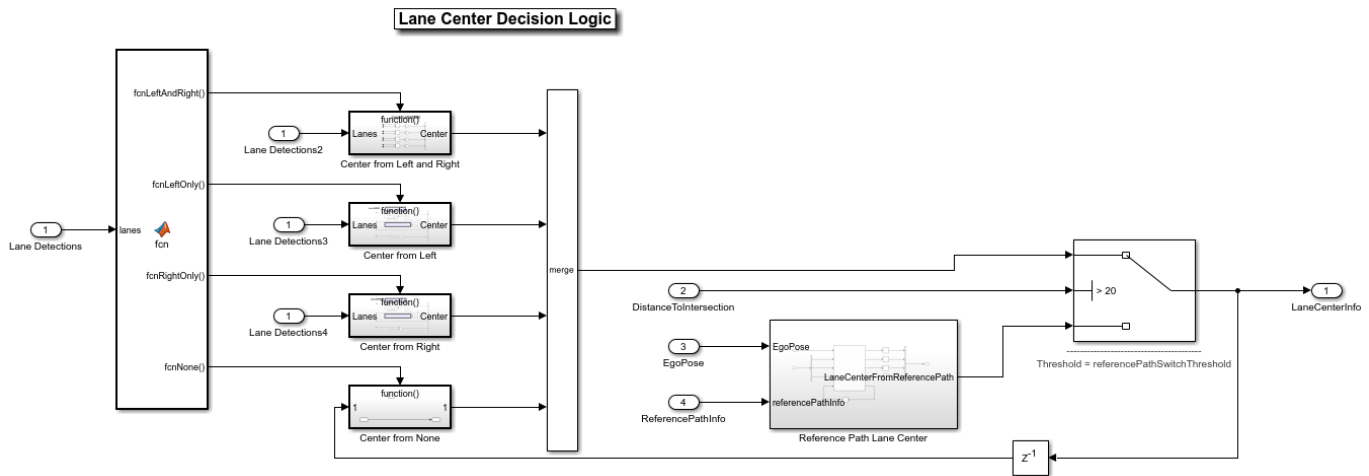 Lane Center Decision Logic
fcnLeftAndRight()
function()
1
Lanes
Center
Lane Detections2
Center from Left and Right
fcnLeftOnly()
function()
1
Lanes
Center
Lane Detections3
Center from Left
1
lanes
fcn
Lane Detections
merge
fcnRightOnly()
function()
1
Lanes
Center
Lane Detections4
Center from Right
fcnNone()
function()
1
1
Center from None
2
DistanceToIntersection
> 20
1
LaneCenterInfo
3
EgoPose
EgoPose
LaneCenterFromReferencePath
4
ReferencePathInfo
referencePathInfo
Reference Path Lane Center
Threshold = referencePathSwitchThreshold
z-1